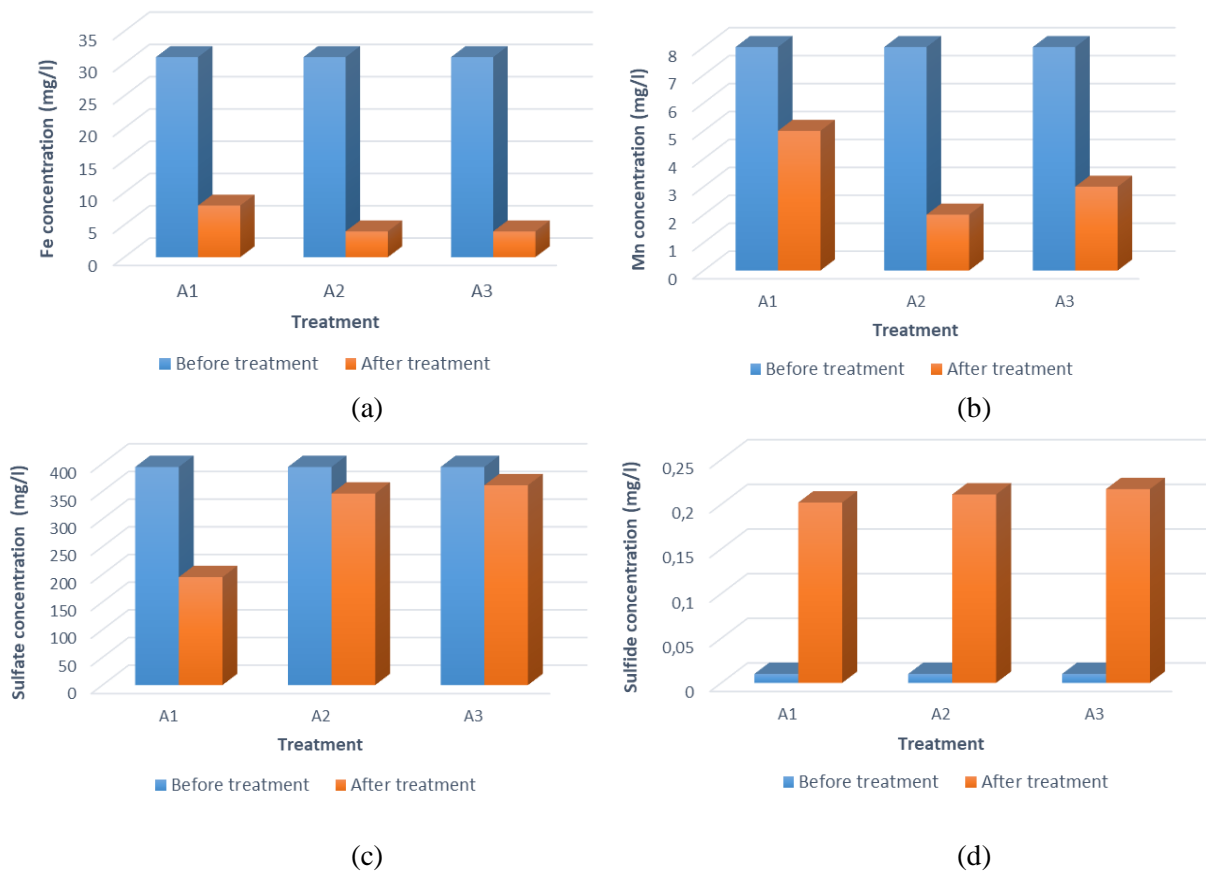 Fe concentration (mg/l)
35
30
25
20
15
10
5
0
A1 A2 A3
Treatment
Before treatment After treatment
(a)
Mn concentration (mg/l)
8
7
6
5
4
3
2
1
0
A1 A2 A3
Treatment
Before treatment After treatment
(b)
Sulfate concentration (mg/l)
400
350
300
250
200
150
100
50
0
A1 A2 A3
Treatment
Before treatment After treatment
(c)
Sulfide concentration (mg/l)
0,25
0,2
0,15
0,1
0,05
0
A1 A2 A3
Treatment
Before treatment After treatment
(d)